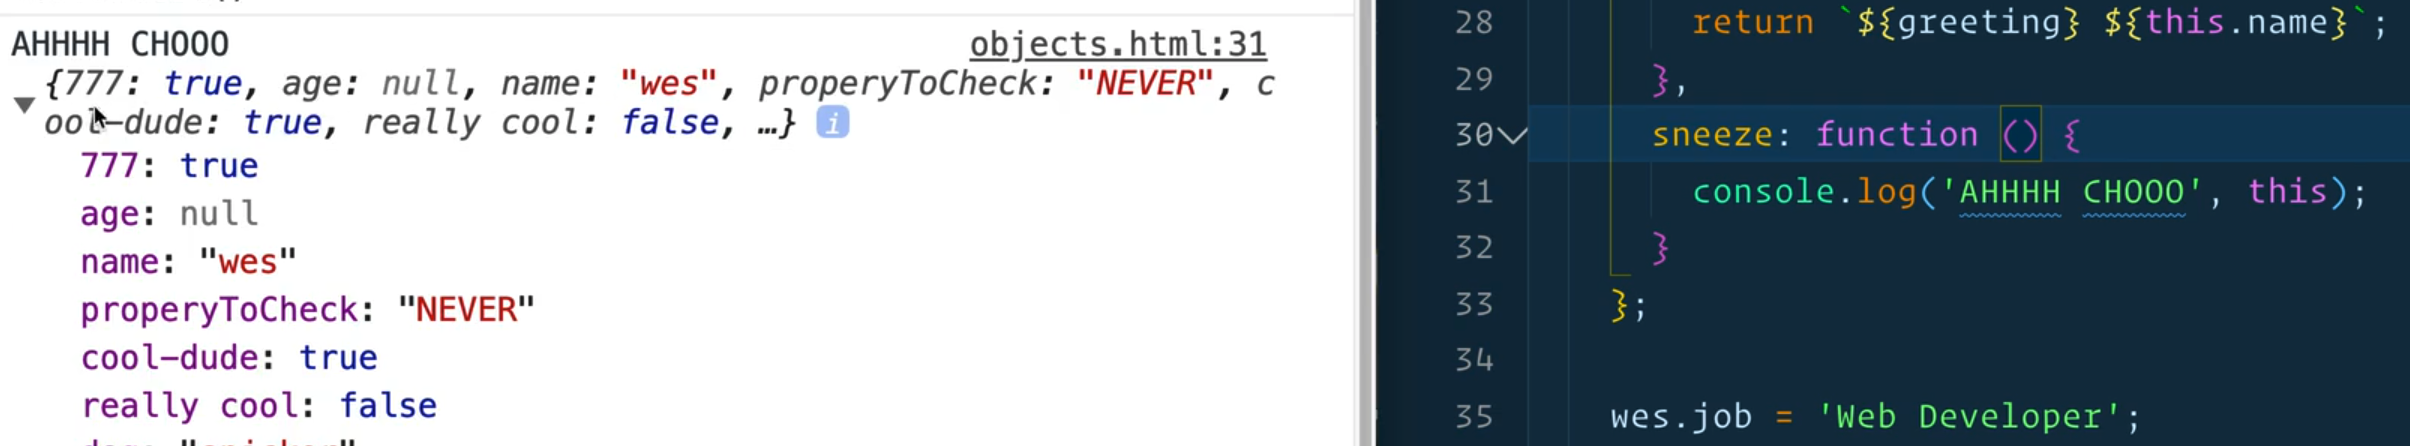 AHHHH CHOOO objects.html:31
{777: true, age: null, name: "wes", properyToCheck: "NEVER", c
ool-dude: true, really cool: false, …} i
777: true
age: null
name: "wes"
properyToCheck: "NEVER"
cool-dude: true
really cool: false
28 return `${greeting} ${this.name}`;
29 },
30 sneeze: function () {
31 console.log('AHHHH CHOOO', this);
32 }
33 };
34
35 wes.job = 'Web Developer';